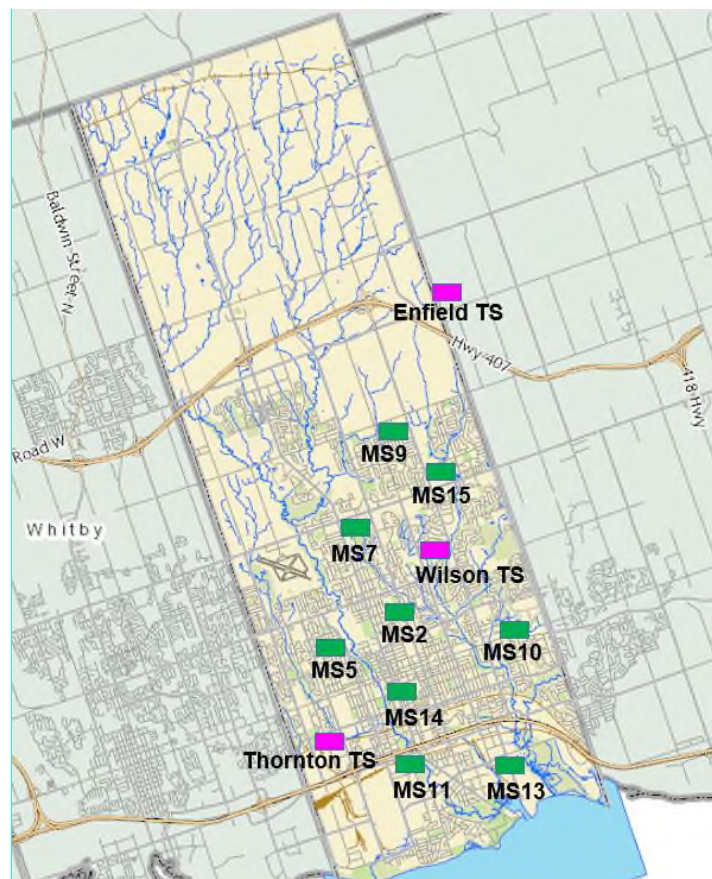 Baldwin Street N
Enfield TS
Hwy 407
418 Hwy
Road W
MS9
MS15
Whitby
MS7
Wilson TS
MS2
MS10
MS5
MS14
Thornton TS
MS11
MS13